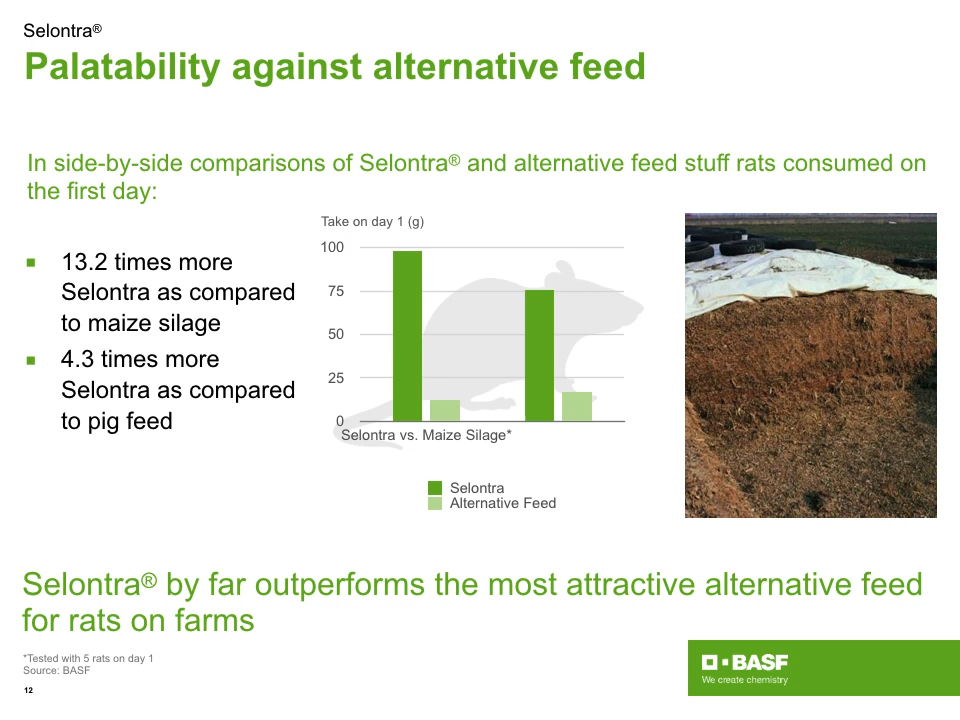 Selontra®
Palatability against alternative feed
In side-by-side comparisons of Selontra® and alternative feed stuff rats consumed on
the first day:
13.2 times more
Selontra as compared
to maize silage
4.3 times more
Selontra as compared
to pig feed
Take on day 1 (g)
100
75
50
25
0
Selontra vs. Maize Silage*
Selontra
Alternative Feed
Selontra® by far outperforms the most attractive alternative feed
for rats on farms
*Tested with 5 rats on day 1
Source: BASF
12
BASF
We create chemistry